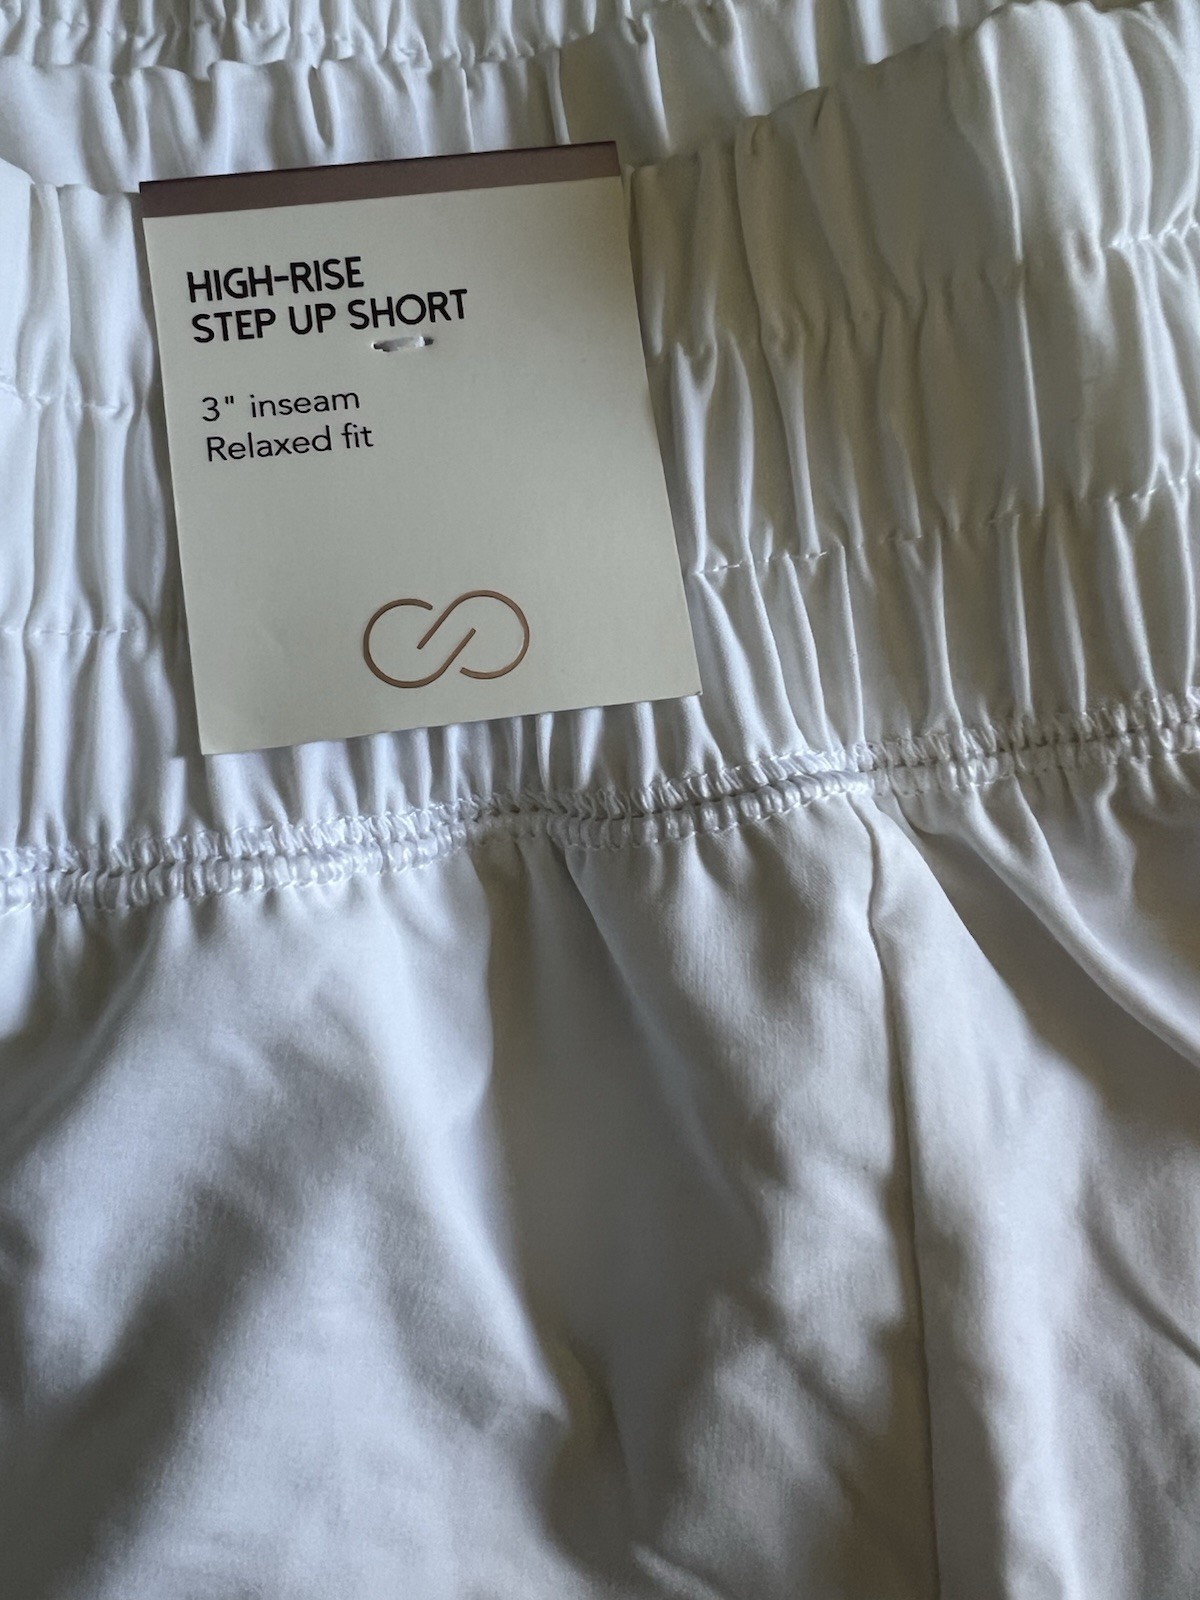 HIGH-RISE
STEP UP SHORT
3" inseam
Relaxed fit